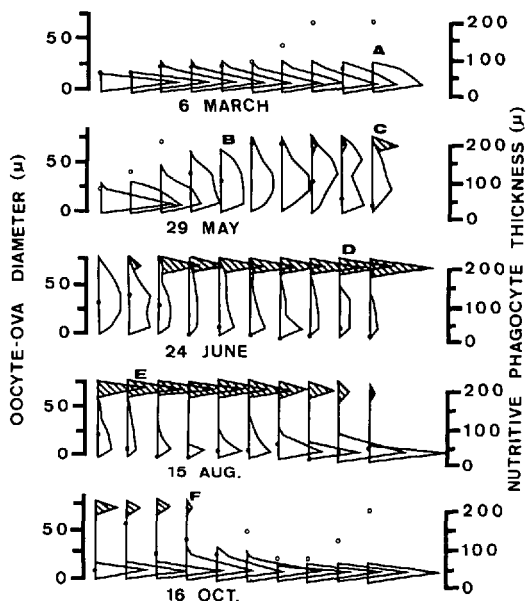 OOCYTE-OVA DIAMETER (μ)
NUTRITIVE PHAGOCYTE THICKNESS (μ)
50
0
A
200
100
0
6 MARCH
50
0
B
C
200
100
0
29 MAY
50
0
D
200
100
0
24 JUNE
50
0
E
200
100
0
15 AUG.
50
0
F
200
100
0
16 OCT.